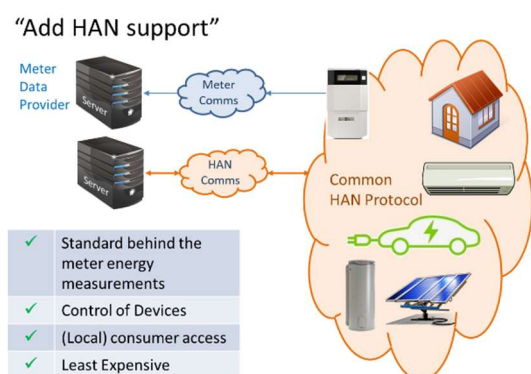 “Add HAN support”
Meter
Data
Provider
Server
Meter
Comms
Server
HAN
Comms
Common
HAN Protocol
✓ Standard behind the
meter energy
measurements
✓ Control of Devices
✓ (Local) consumer access
✓ Least Expensive